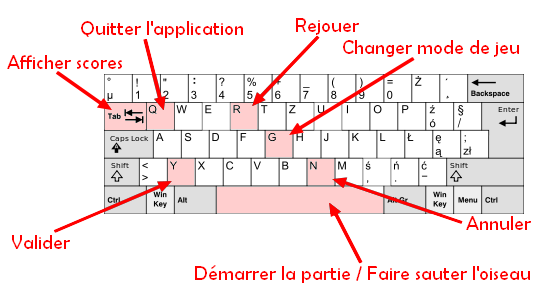 Quitter l'application
Rejouer
Changer mode de jeu
Afficher scores
° ! " : ? % / ( ) =
µ 1 2 3 4 5 6 7 8 9 0 Backspace
Tab Q W E R T Z U I O P ż § Enter
ó /
Caps Lock A S D F G H J K L ę ;
ą ż
Shift < Y X C V B N M ś ń ć Shift
> , . –
Ctrl Win Key Alt Alt Gr Win Key Menu Ctrl
Valider
Annuler
Démarrer la partie / Faire sauter l'oiseau